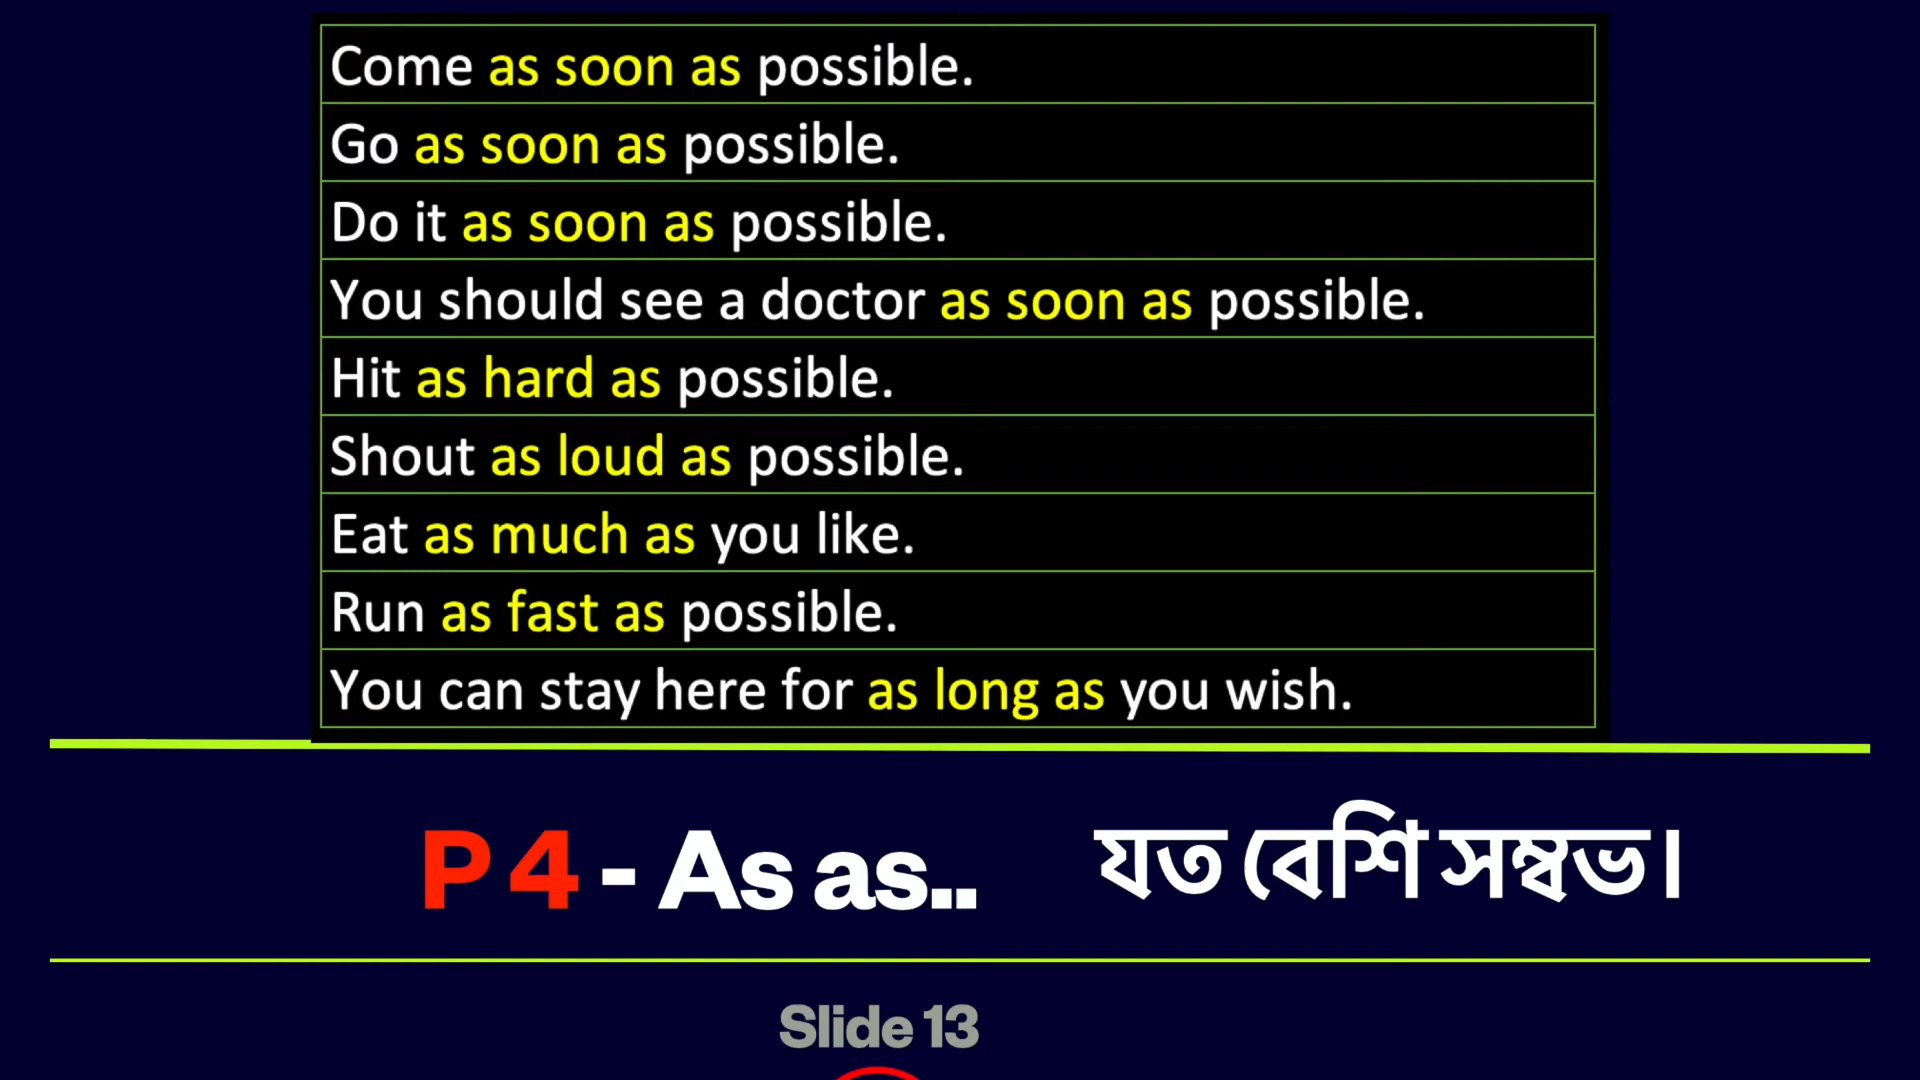 Come as soon as possible.
Go as soon as possible.
Do it as soon as possible.
You should see a doctor as soon as possible.
Hit as hard as possible.
Shout as loud as possible.
Eat as much as you like.
Run as fast as possible.
You can stay here for as long as you wish.
P 4 - As as.. যত বেশি সম্বভ।
Slide 13